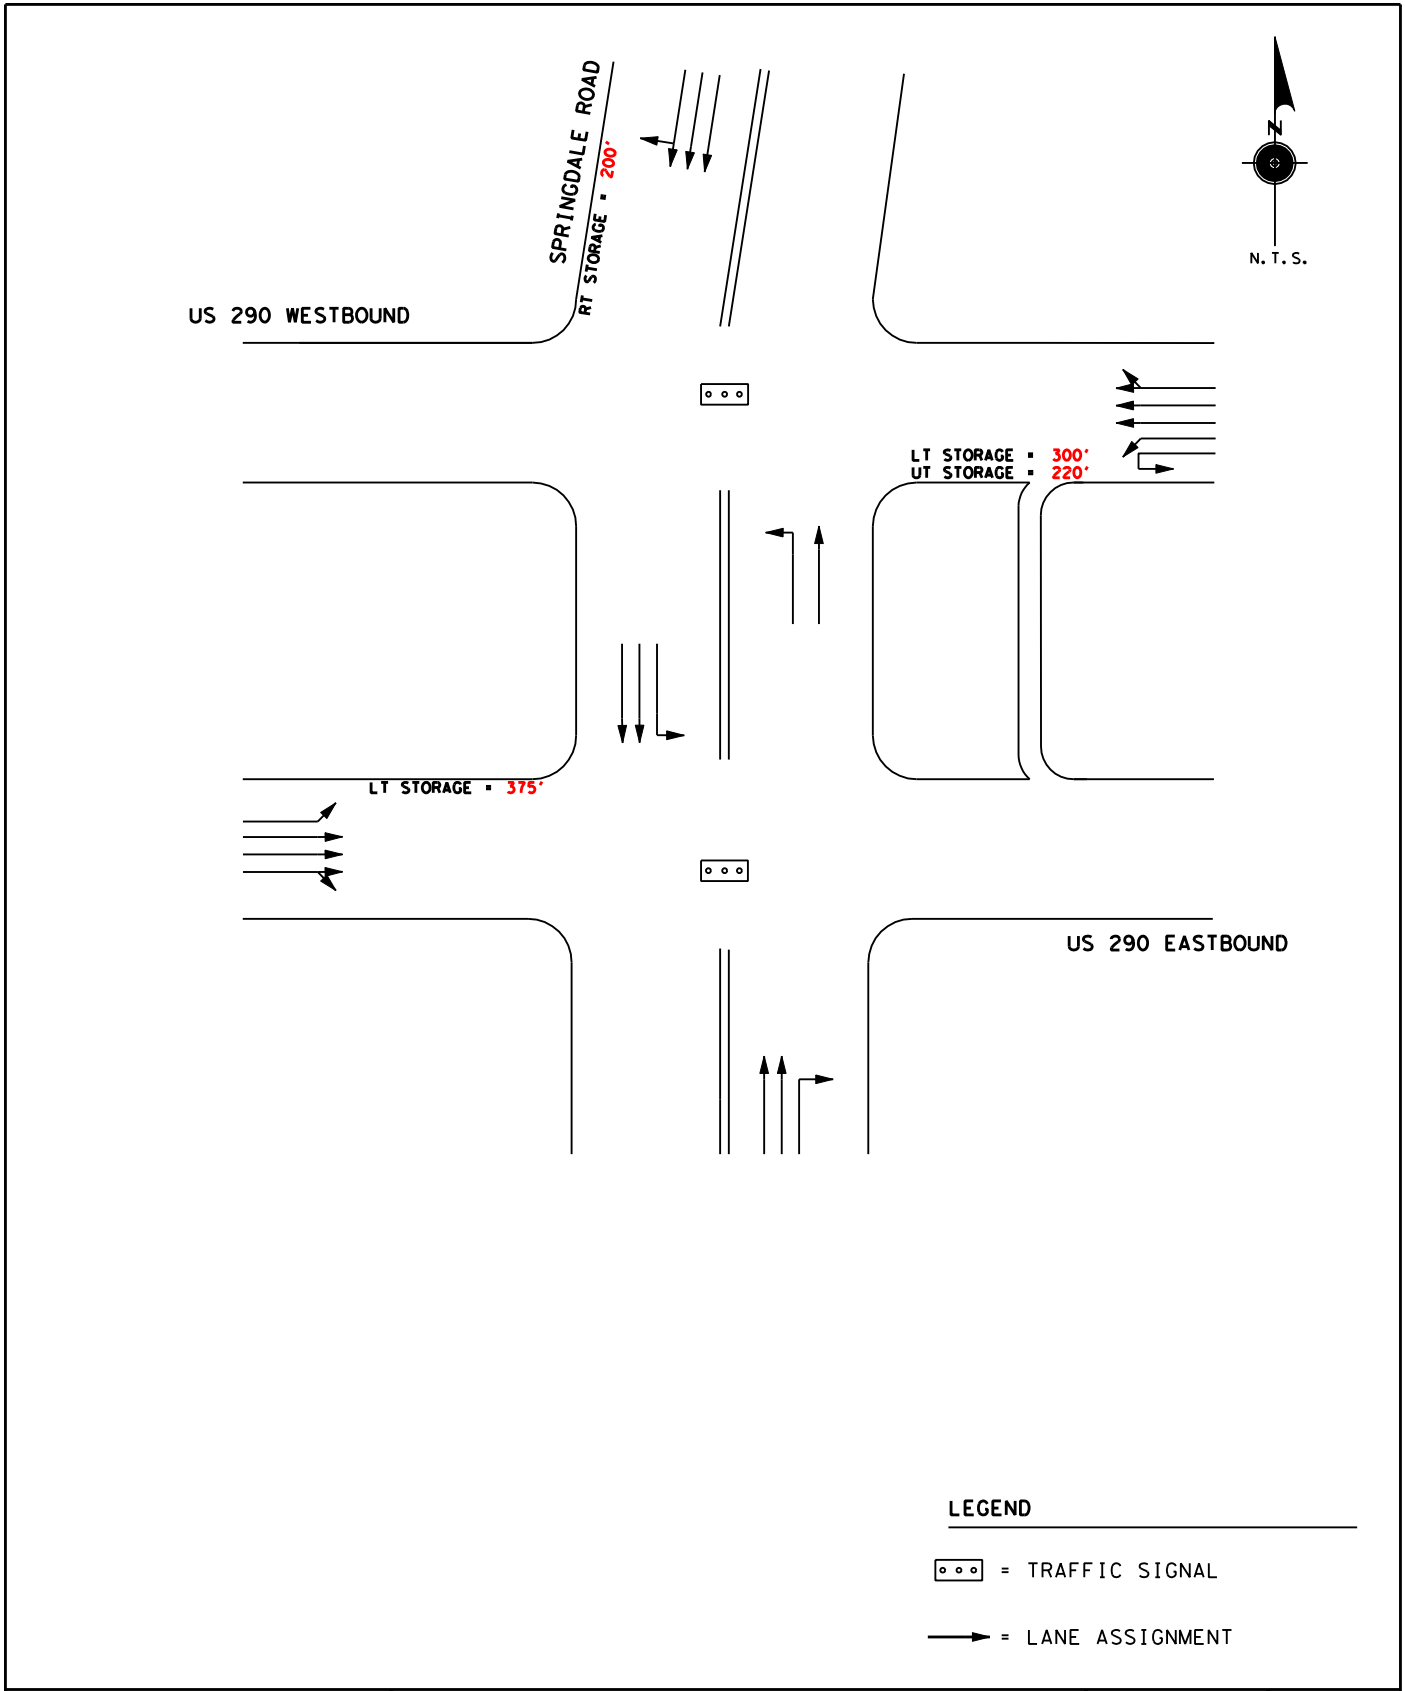 SPRINGDALE ROAD
RT STORAGE = 200'
N
N.T.S.
US 290 WESTBOUND
LT STORAGE = 300'
UT STORAGE = 220'
LT STORAGE = 375'
US 290 EASTBOUND
LEGEND
= TRAFFIC SIGNAL
= LANE ASSIGNMENT